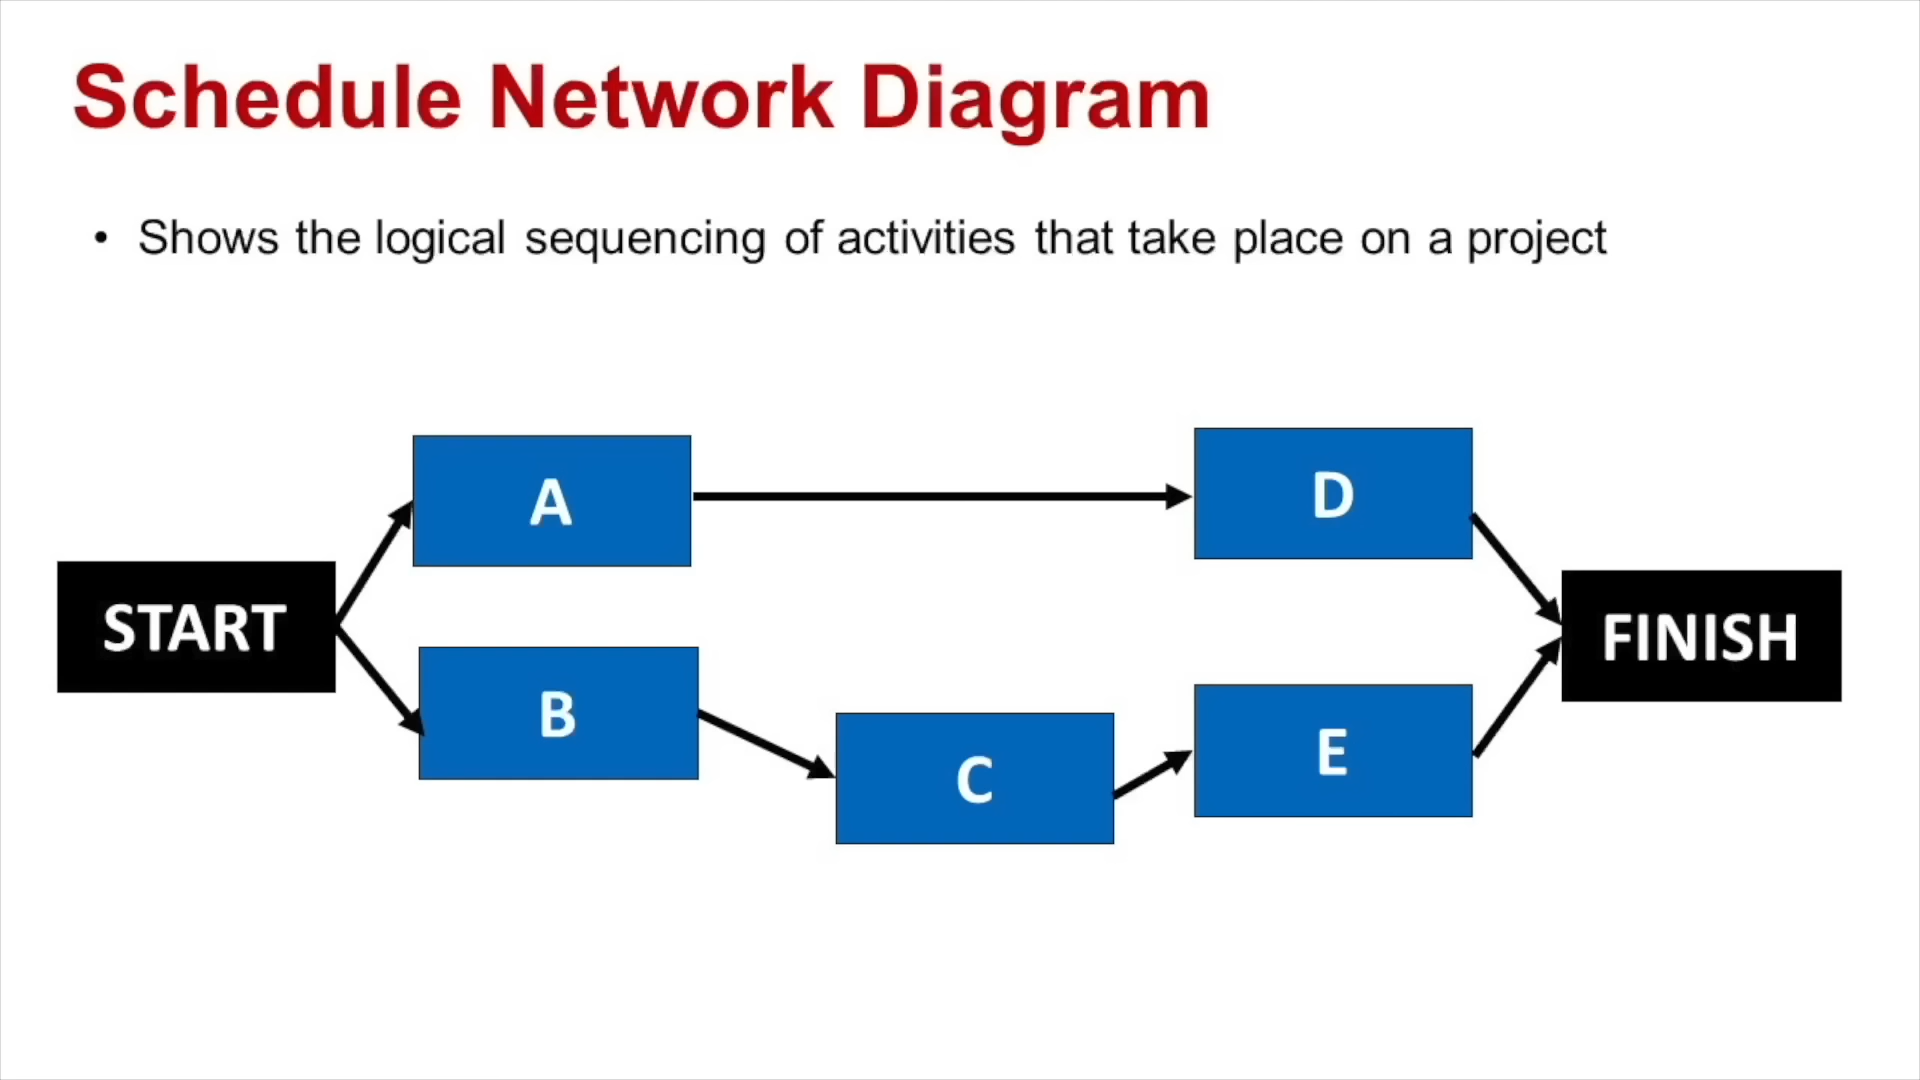 Schedule Network Diagram
• Shows the logical sequencing of activities that take place on a project
A
D
START
FINISH
B
E
C